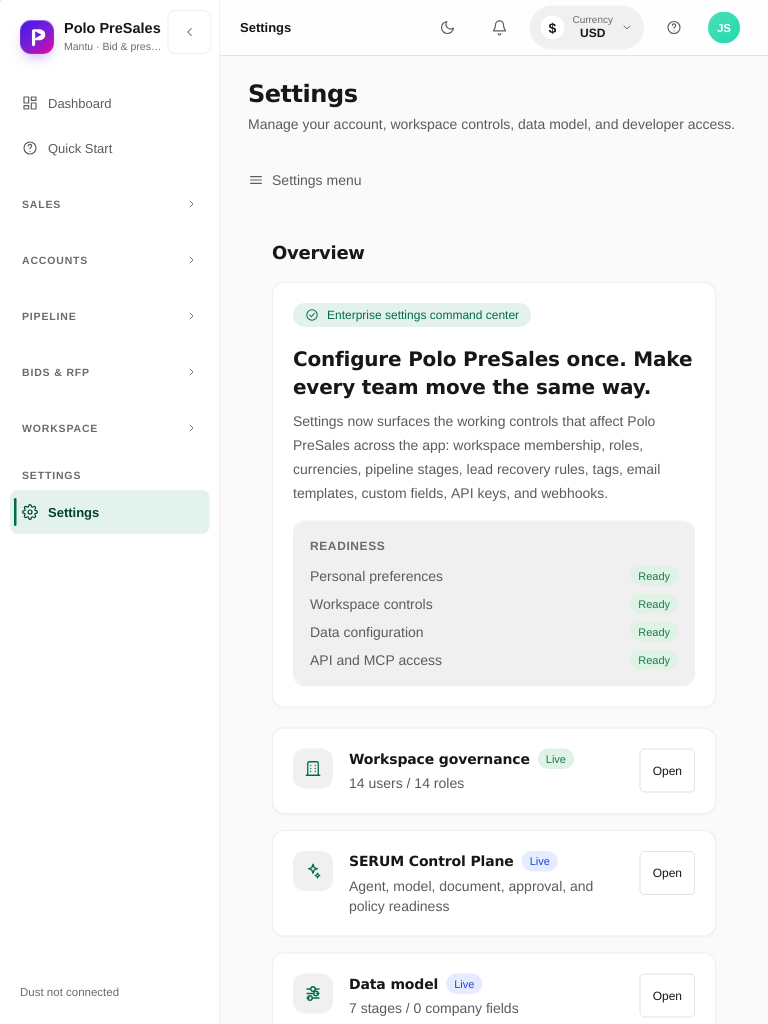 Polo PreSales
Mantu · Bid & pres…
Settings
$
Currency
USD
JS
Dashboard
Quick Start
SALES
ACCOUNTS
PIPELINE
BIDS & RFP
WORKSPACE
SETTINGS
Settings
Dust not connected
Settings
Manage your account, workspace controls, data model, and developer access.
Settings menu
Overview
Enterprise settings command center
Configure Polo PreSales once. Make
every team move the same way.
Settings now surfaces the working controls that affect Polo
PreSales across the app: workspace membership, roles,
currencies, pipeline stages, lead recovery rules, tags, email
templates, custom fields, API keys, and webhooks.
READINESS
Personal preferences Ready
Workspace controls Ready
Data configuration Ready
API and MCP access Ready
Workspace governance Live
14 users / 14 roles
Open
SERUM Control Plane Live
Agent, model, document, approval, and
policy readiness
Open
Data model Live
7 stages / 0 company fields
Open